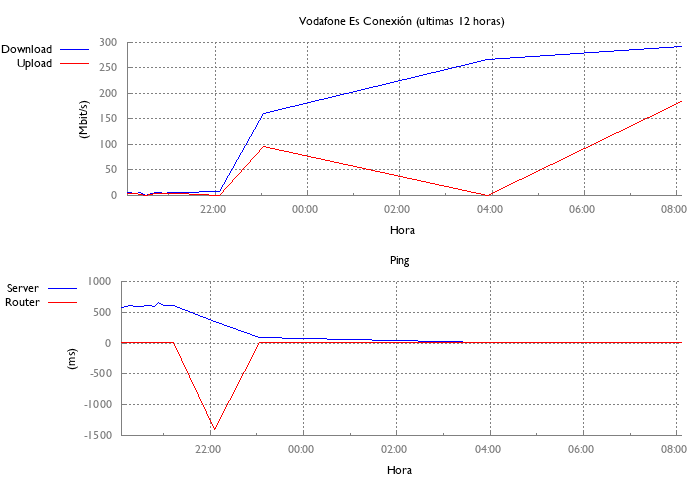 Vodafone Es Conexión (ultimas 12 horas)
Download
Upload
300
250
200
150
100
50
0
(Mbit/s)
22:00 00:00 02:00 04:00 06:00 08:00
Hora
Ping
Server
Router
1000
500
0
-500
-1000
-1500
(ms)
22:00 00:00 02:00 04:00 06:00 08:00
Hora